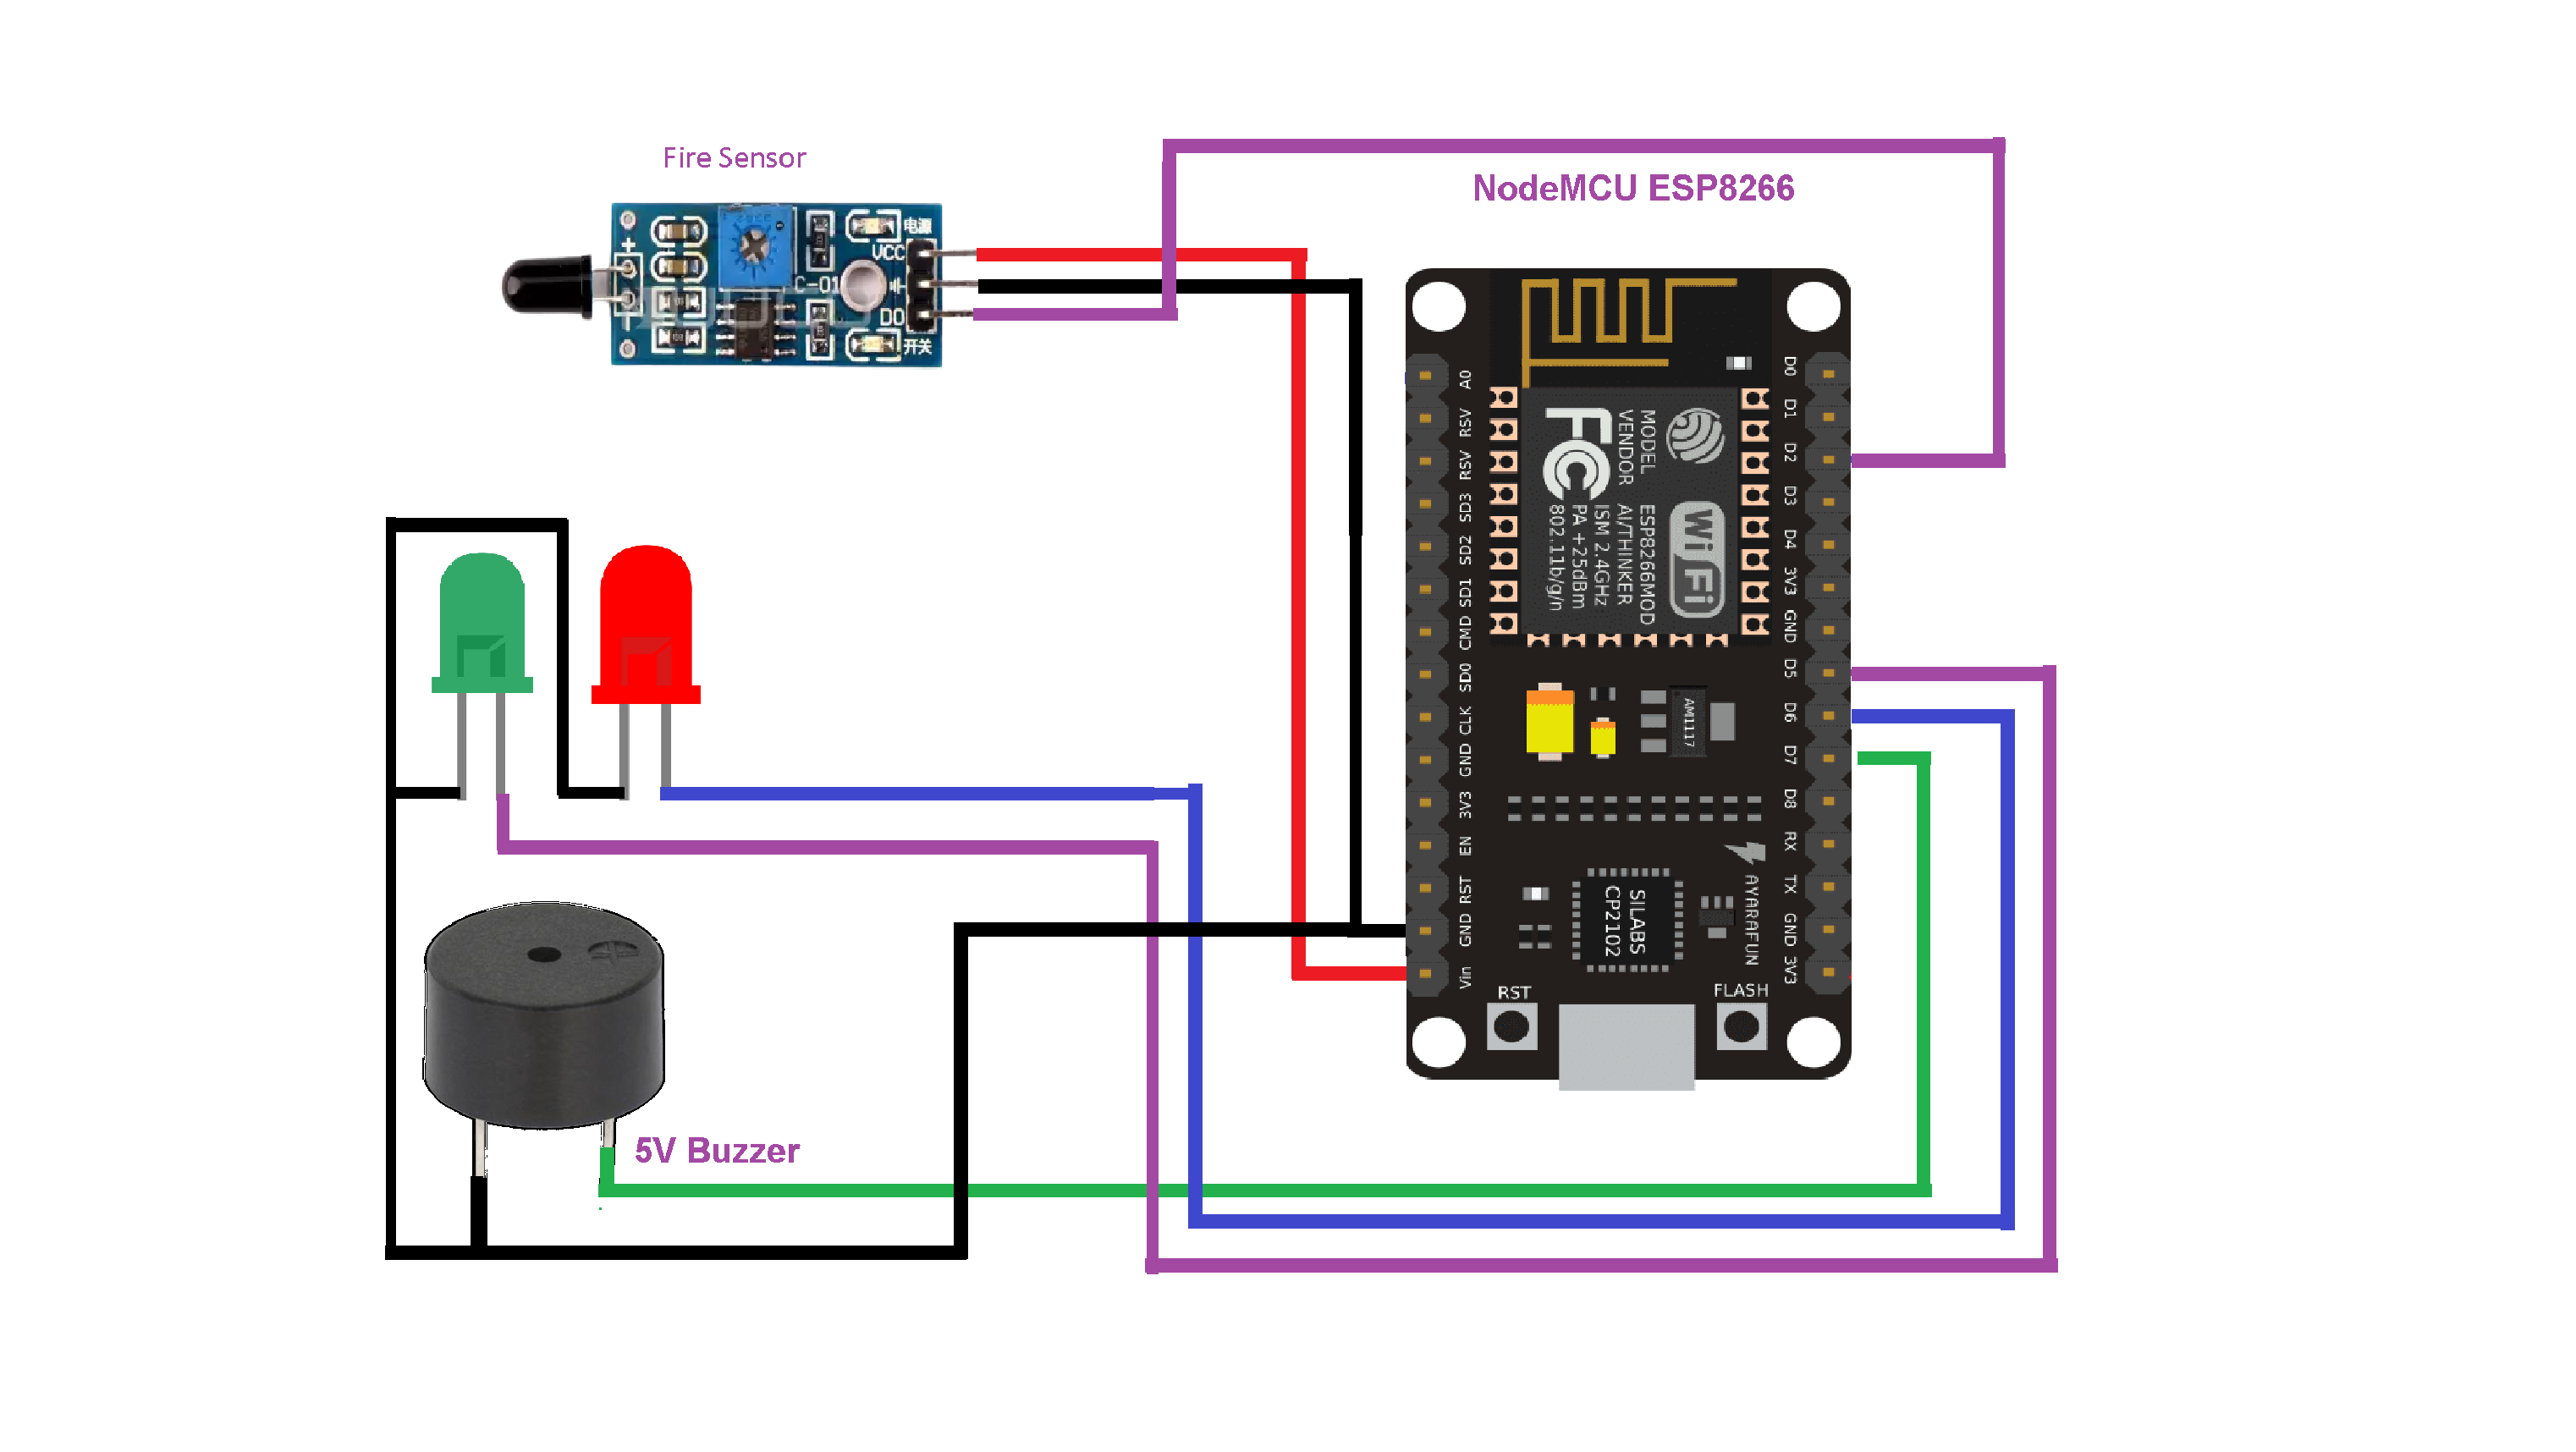 Fire Sensor
NodeMCU ESP8266
电源
VCC
C-01
DO
开关
+
A0
RSV
RSV
SD3
SD2
SD1
CMD
SD0
CLK
GND
3V3
EN
RST
GND
Vin
D0
D1
D2
D3
D4
3V3
GND
D5
D6
D7
D8
RX
TX
GND
3V3
MODEL ESP8266MOD
VENDOR AI/THINKER
ISM 2.4GHz
PA +25dBm
802.11b/g/n
FC
WiFi
AM1117
SILABS
CP2102
AYARAFUN
RST
FLASH
5V Buzzer